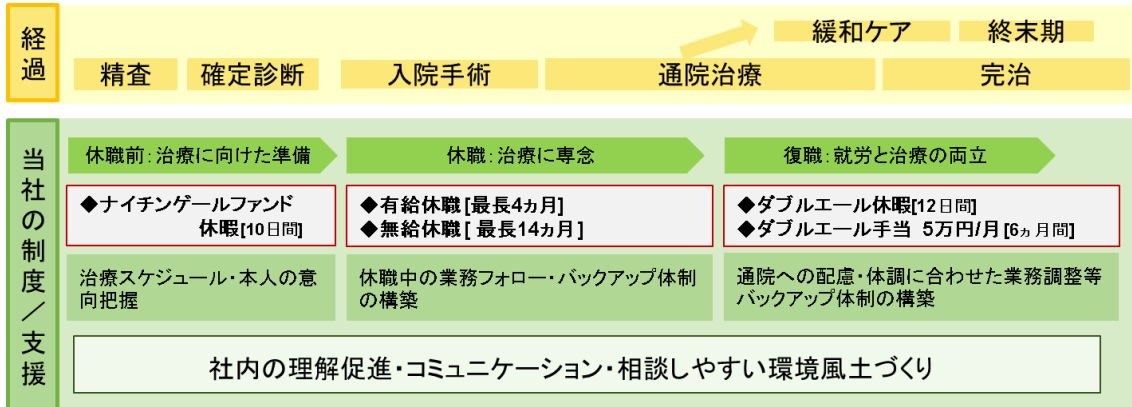 経過
緩和ケア
終末期
精査
確定診断
入院手術
通院治療
完治
当社の制度／支援
休職前：治療に向けた準備
休職：治療に専念
復職：就労と治療の両立
◆ナイチンゲールファンド
休暇[10日間]
◆有給休職[最長4ヵ月]
◆無給休職[ 最長14ヵ月]
◆ダブルエール休暇[12日間]
◆ダブルエール手当 5万円/月[6ヵ月間]
治療スケジュール・本人の意
向把握
休職中の業務フォロー・バックアップ体制
の構築
通院への配慮・体調に合わせた業務調整等
バックアップ体制の構築
社内の理解促進・コミュニケーション・相談しやすい環境風土づくり